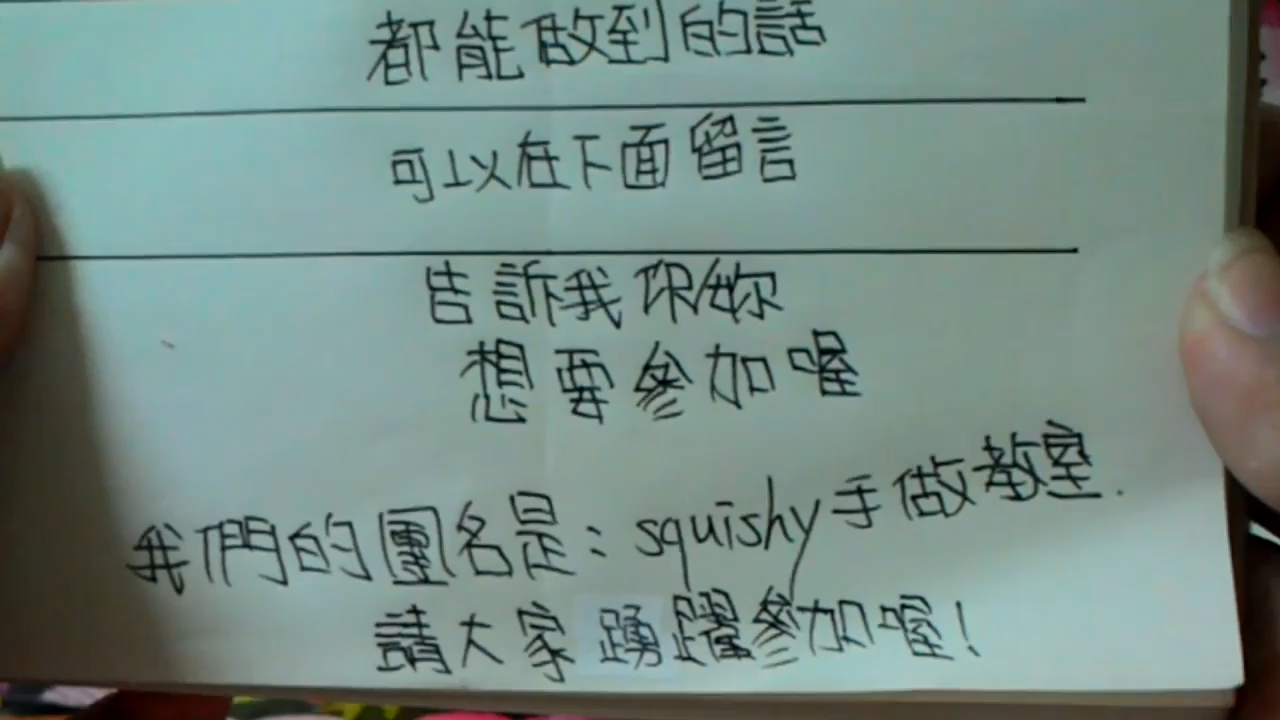 都能做到的話
可以在下面留言
告訴我你/妳
想要參加喔
我們的團名是：squishy手做教室.
請大家踴躍參加喔！